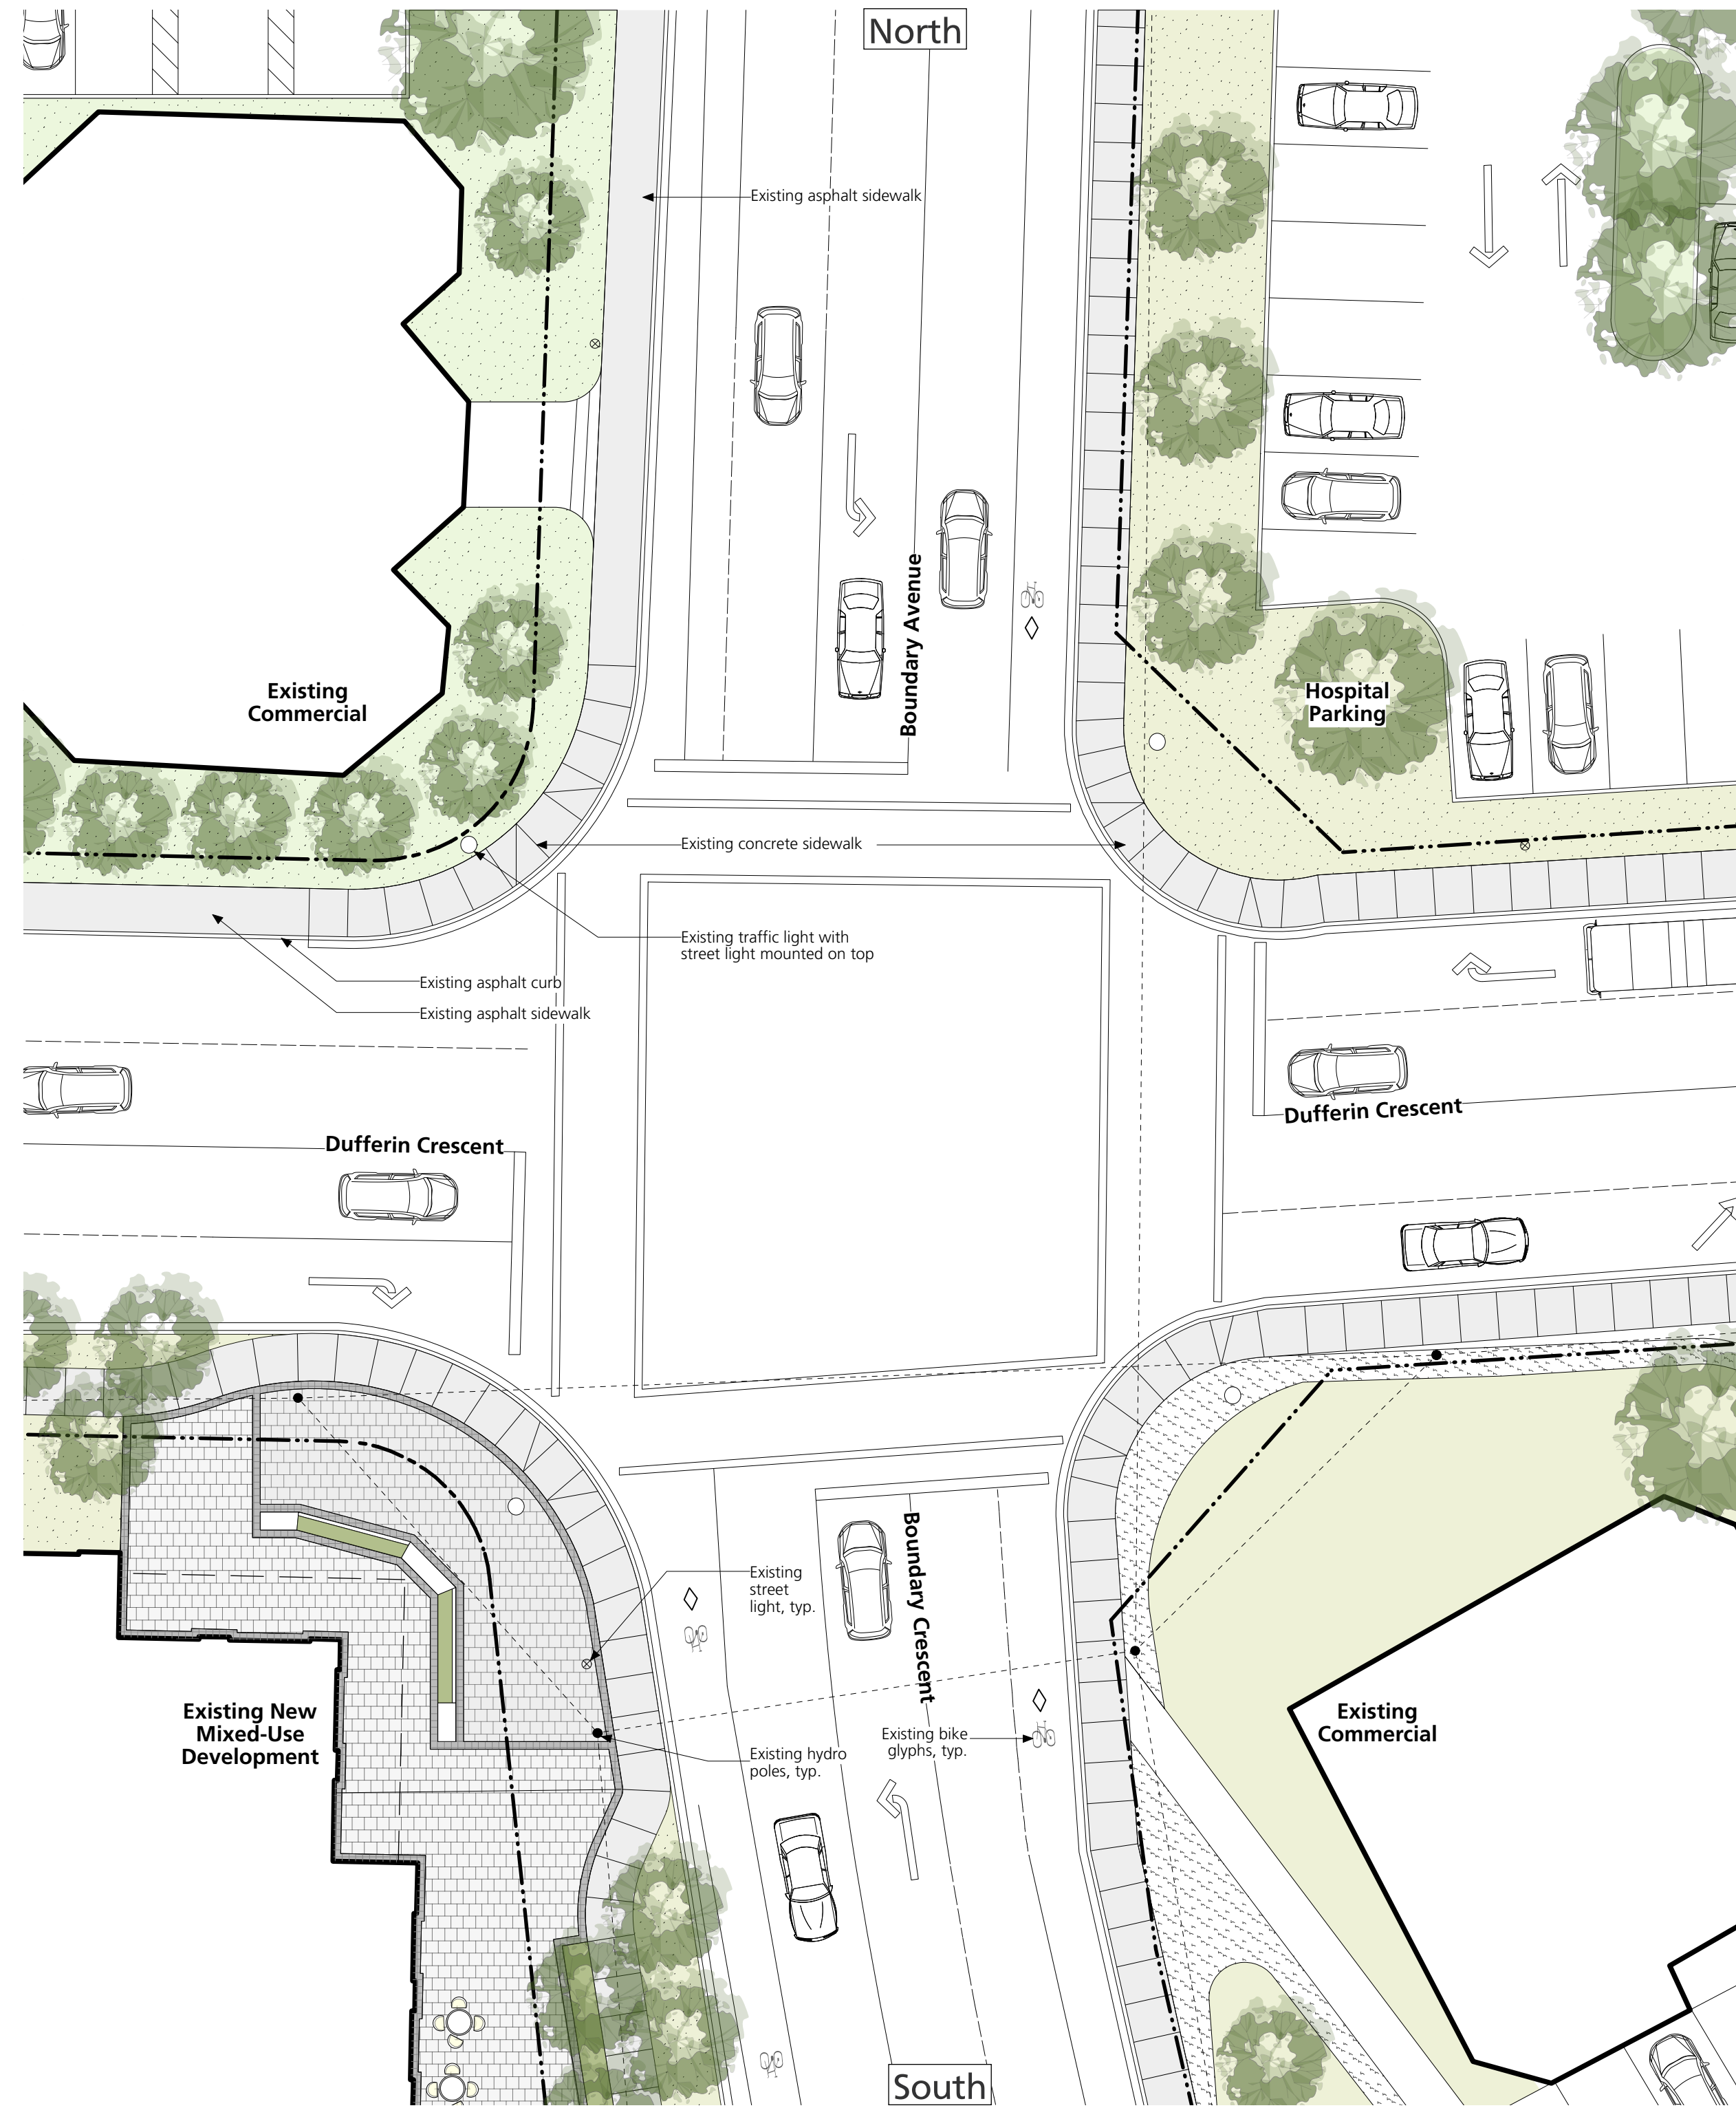 North
Existing asphalt sidewalk
Boundary Avenue
Existing
Commercial
Hospital
Parking
Existing concrete sidewalk
Existing traffic light with
street light mounted on top
Existing asphalt curb
Existing asphalt sidewalk
Dufferin Crescent
Dufferin Crescent
Boundary Crescent
Existing
street
light, typ.
Existing New
Mixed-Use
Development
Existing hydro
poles, typ.
Existing bike
glyphs, typ.
Existing
Commercial
South